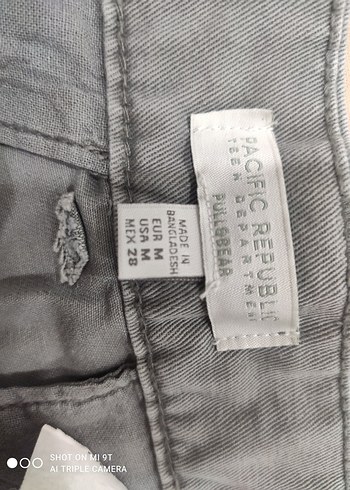 PACIFIC REPUBLIC
TEEN DEPARTMENT
PULL&BEAR
MADE IN
BANGLADESH
EUR M
USA M
MEX 28
SHOT ON MI 9T
AI TRIPLE CAMERA